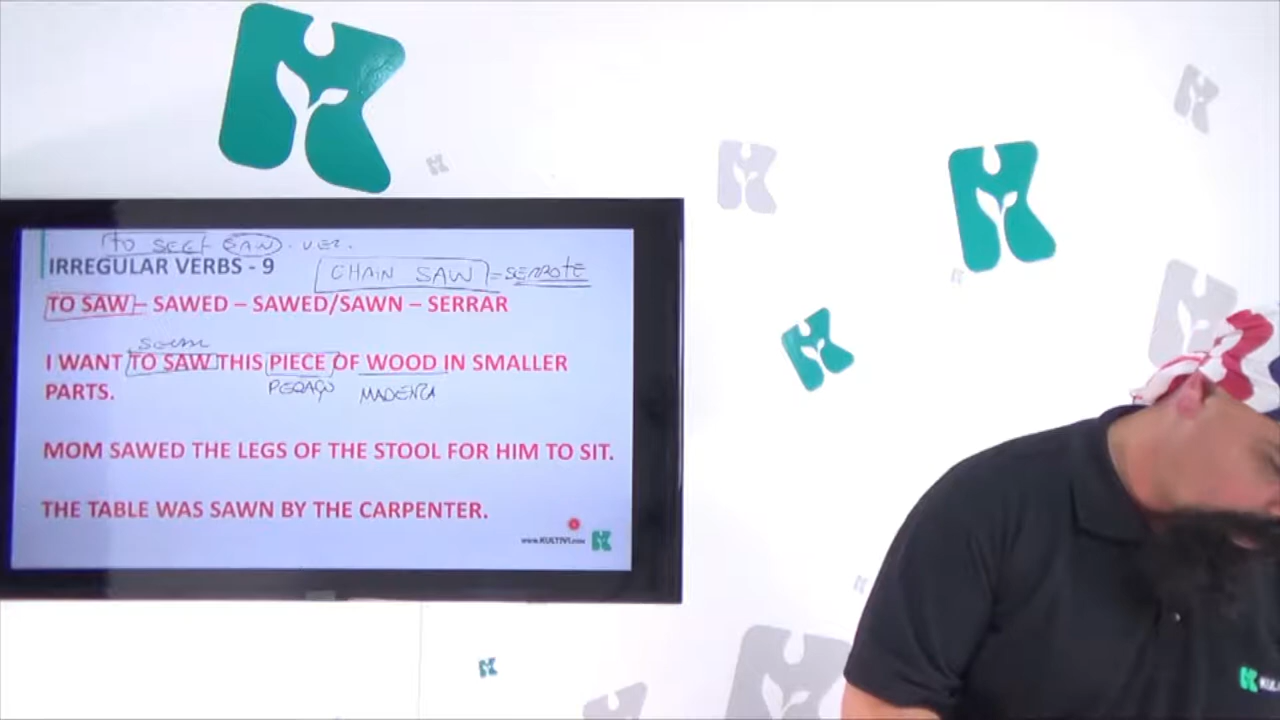 TO SEE - SAW - VER.
IRREGULAR VERBS - 9
CHAIN SAW = SERROTE
TO SAW – SAWED – SAWED/SAWN – SERRAR
I WANT TO SAW THIS PIECE OF WOOD IN SMALLER
PARTS.
PEDAÇO MADEIRA
MOM SAWED THE LEGS OF THE STOOL FOR HIM TO SIT.
THE TABLE WAS SAWN BY THE CARPENTER.
www.KULTIVI.com